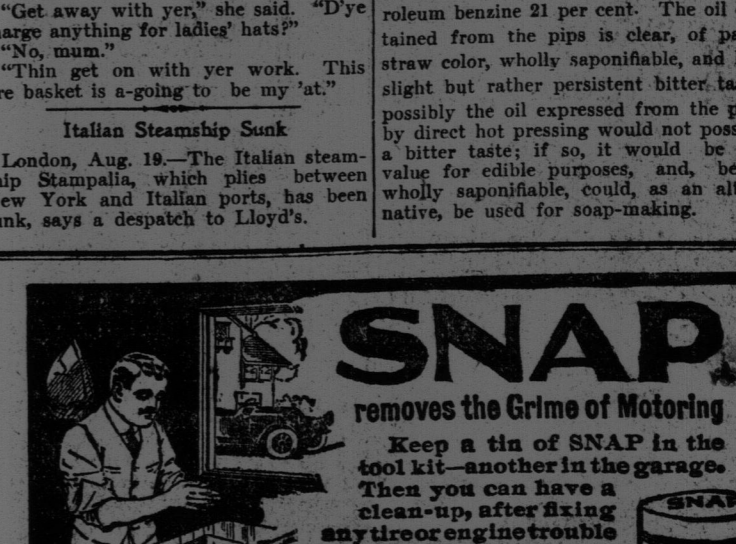 “Get away with yer,” she said. “D’ye
arge anything for ladies’ hats?”
“No, mum.”
“Thin get on with yer work. This
re basket is a-going to be my ’at.”
Italian Steamship Sunk
London, Aug. 19.—The Italian steam-
ip Stampalia, which plies between
ew York and Italian ports, has been
nk, says a despatch to Lloyd’s.
roleum benzine 21 per cent. The oil
tained from the pips is clear, of pa
straw color, wholly saponifiable, and
slight but rather persistent bitter ta
possibly the oil expressed from the p
by direct hot pressing would not poss
a bitter taste; if so, it would be
value for edible purposes, and, be
wholly saponifiable, could, as an alt
native, be used for soap-making.
SNAP
removes the Grime of Motoring
Keep a tin of SNAP in the
tool kit—another in the garage.
Then you can have a
clean-up, after fixing
any tire or engine trouble
SNAP